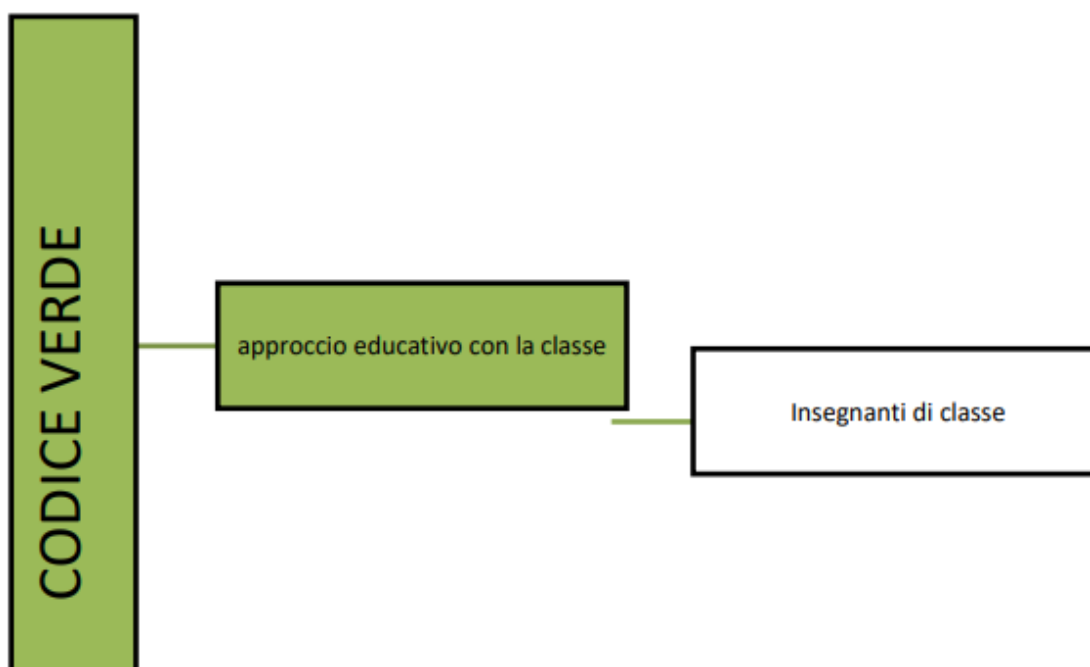 CODICE VERDE
approccio educativo con la classe
Insegnanti di classe